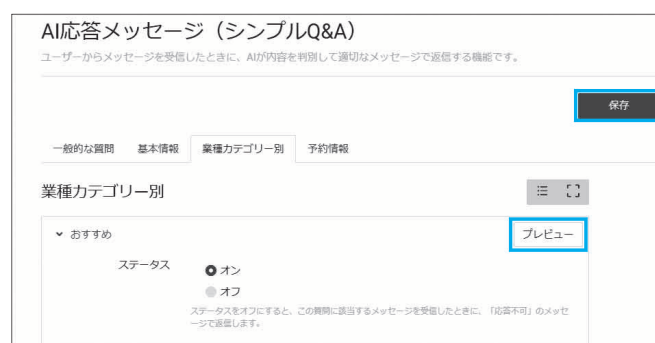 AI応答メッセージ（シンプルQ&A）
ユーザーからメッセージを受信したときに、AIが内容を判別して適切なメッセージで返信する機能です。
保存
一般的な質問 基本情報 業種カテゴリー別 予約情報
業種カテゴリー別
おすすめ プレビュー
ステータス オン
オフ
ステータスをオフにすると、この質問に該当するメッセージを受信したときに、「応答不可」のメッセ
ージで返信します。